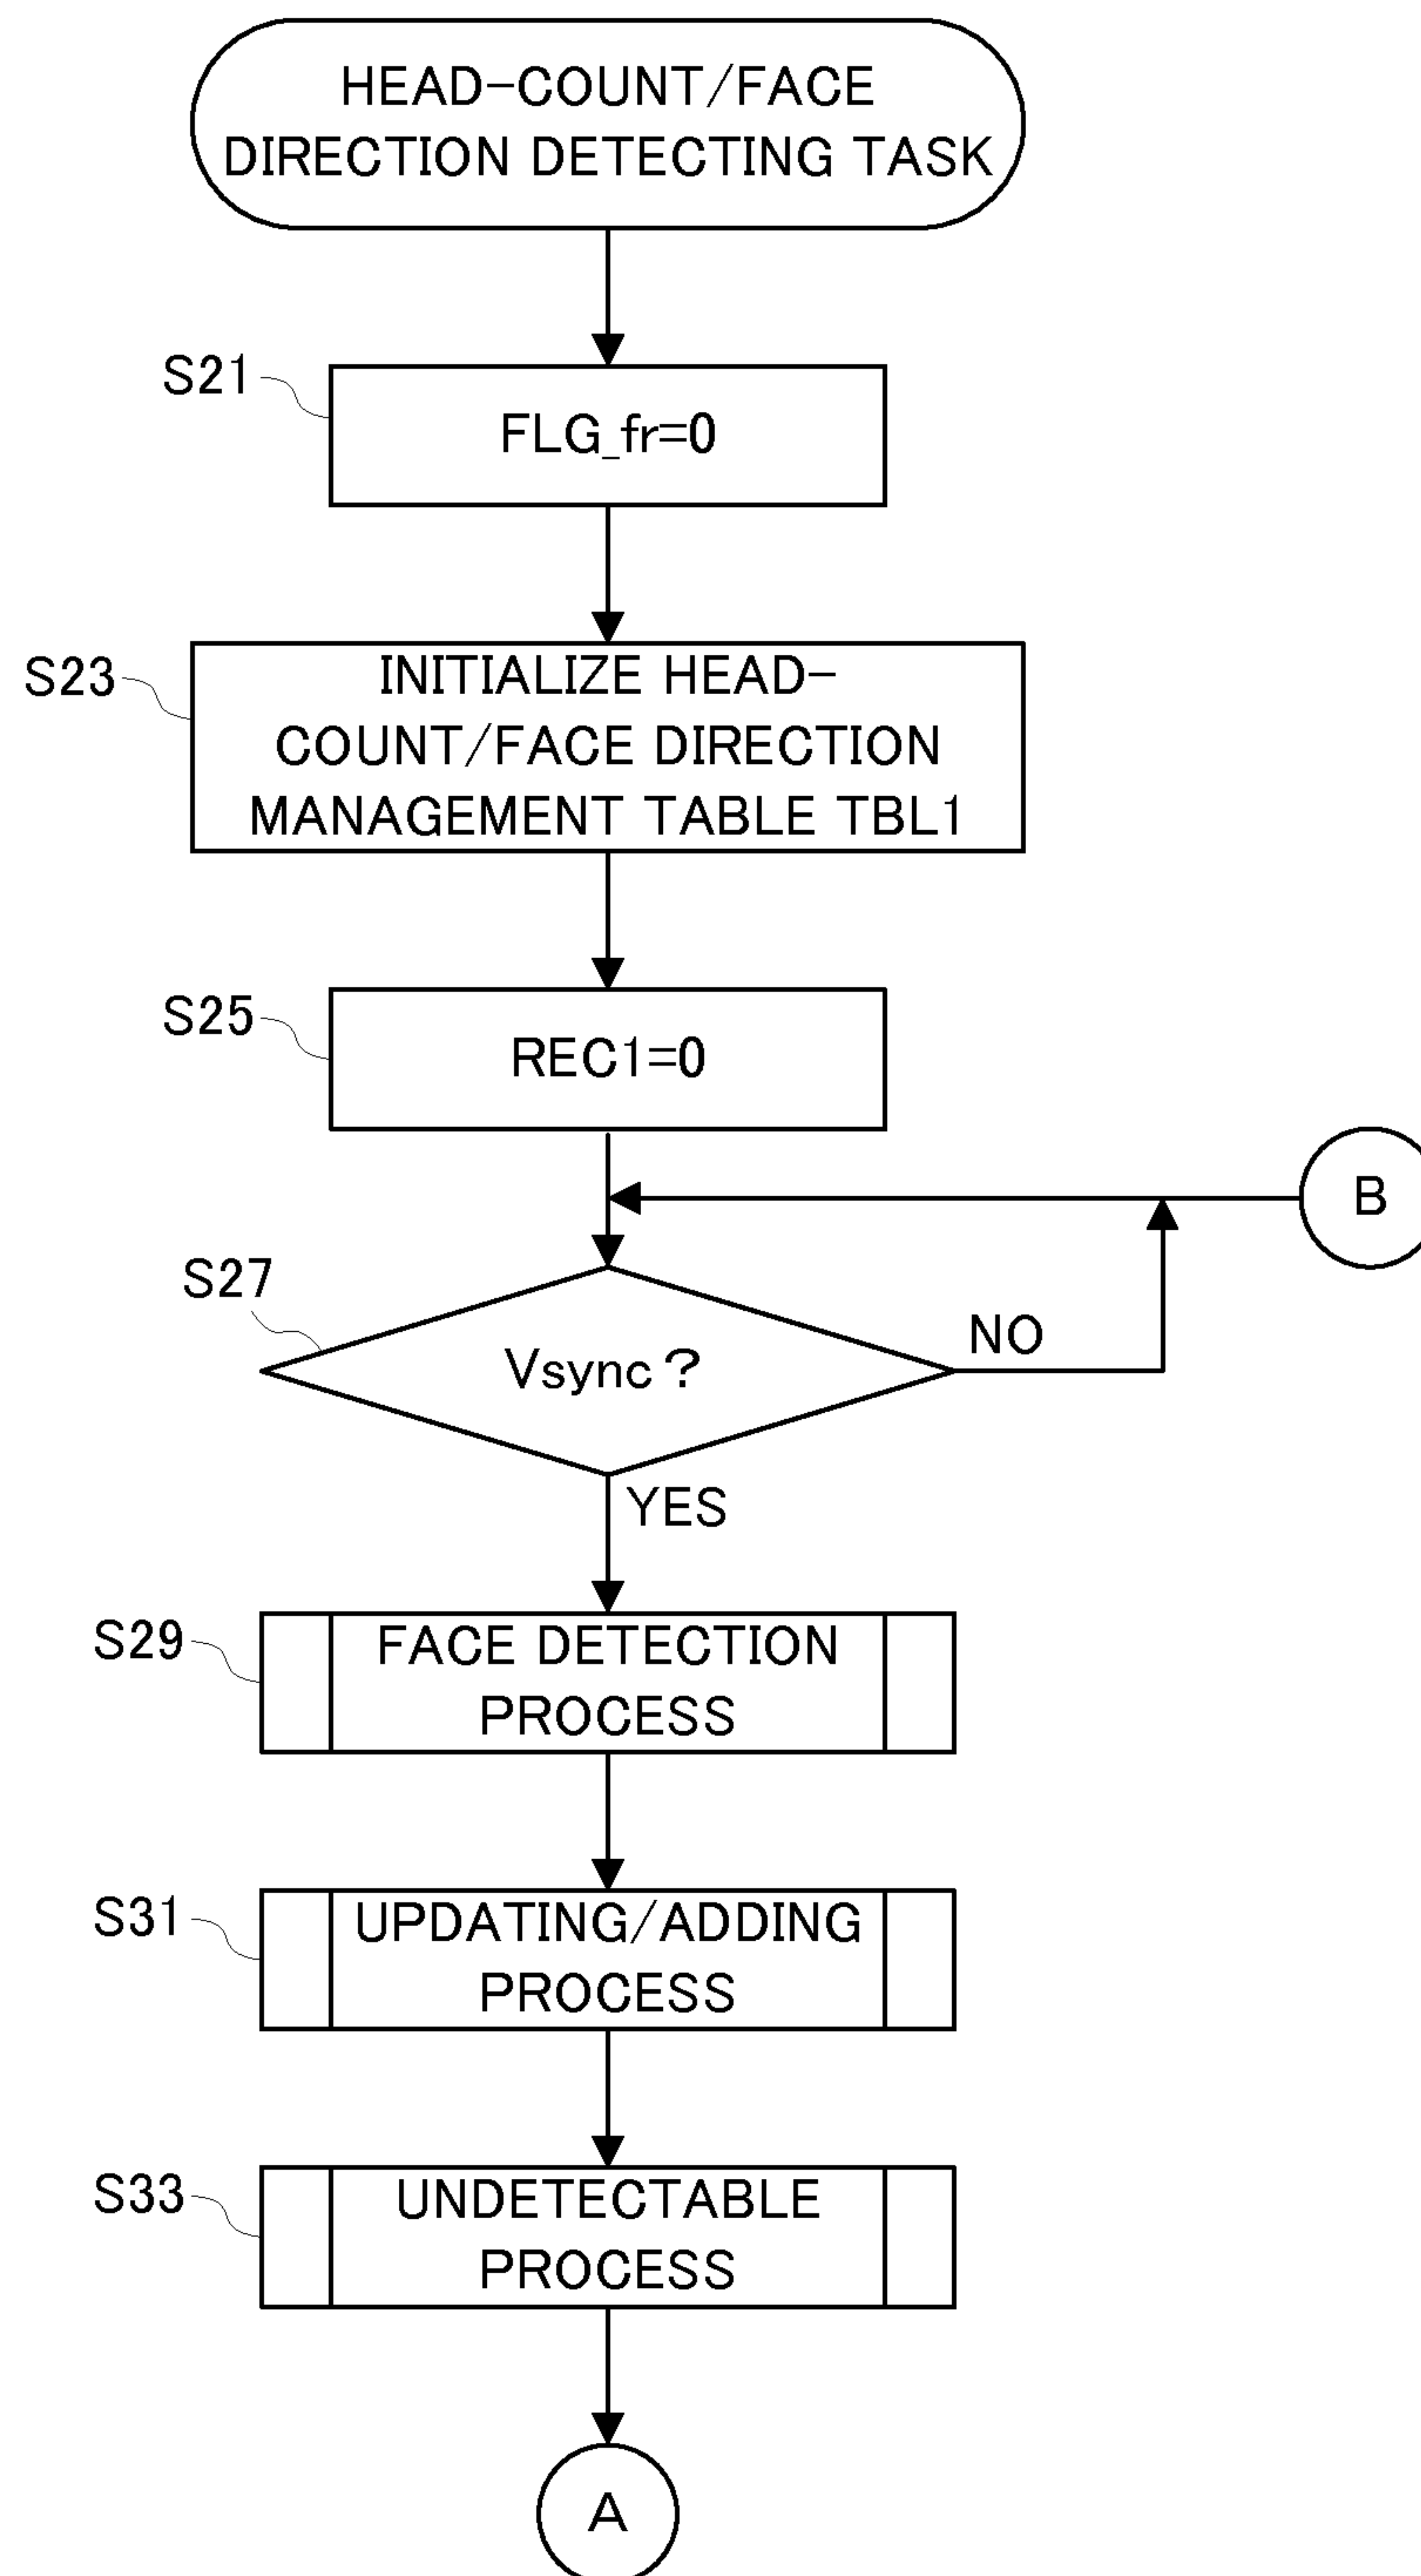 HEAD-COUNT/FACE
DIRECTION DETECTING TASK
S21
FLG_fr=0
S23
INITIALIZE HEAD-
COUNT/FACE DIRECTION
MANAGEMENT TABLE TBL1
S25
REC1=0
B
S27
Vsync?
NO
YES
S29
FACE DETECTION
PROCESS
S31
UPDATING/ADDING
PROCESS
S33
UNDETECTABLE
PROCESS
A